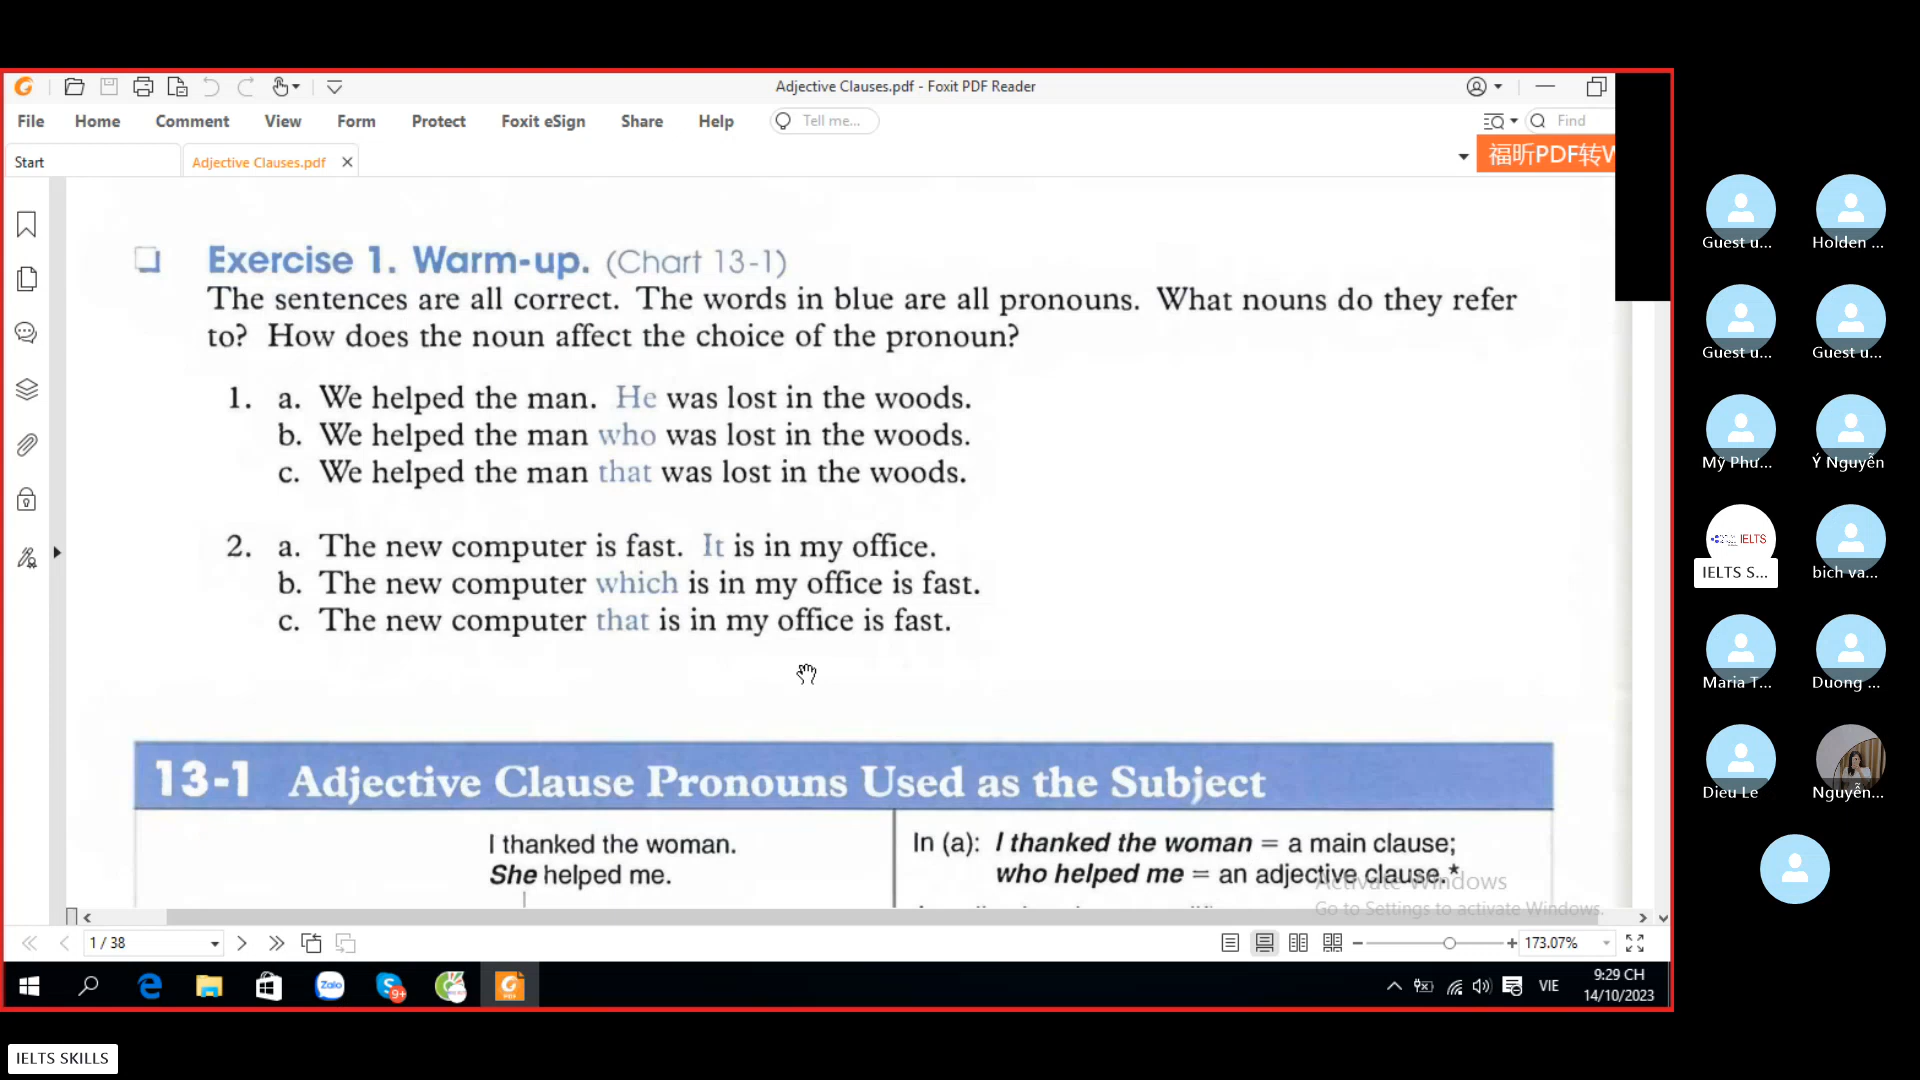 Adjective Clauses.pdf - Foxit PDF Reader
File Home Comment View Form Protect Foxit eSign Share Help Tell me... Find
Start Adjective Clauses.pdf
福昕PDF转W
Exercise 1. Warm-up. (Chart 13-1)
The sentences are all correct. The words in blue are all pronouns. What nouns do they refer
to? How does the noun affect the choice of the pronoun?
1. a. We helped the man. He was lost in the woods.
b. We helped the man who was lost in the woods.
c. We helped the man that was lost in the woods.
2. a. The new computer is fast. It is in my office.
b. The new computer which is in my office is fast.
c. The new computer that is in my office is fast.
13-1 Adjective Clause Pronouns Used as the Subject
I thanked the woman.
She helped me.
In (a): I thanked the woman = a main clause;
who helped me = an adjective clause.*
Activate Windows
Go to Settings to activate Windows.
1 / 38
173.07%
Zalo
9+
VIE
9:29 CH
14/10/2023
Guest u... Holden ...
Guest u... Guest u...
Mỹ Phư... Ý Nguyễn
IELTS
IELTS S... bich va...
Maria T... Duong ...
Dieu Le Nguyễn...
IELTS SKILLS